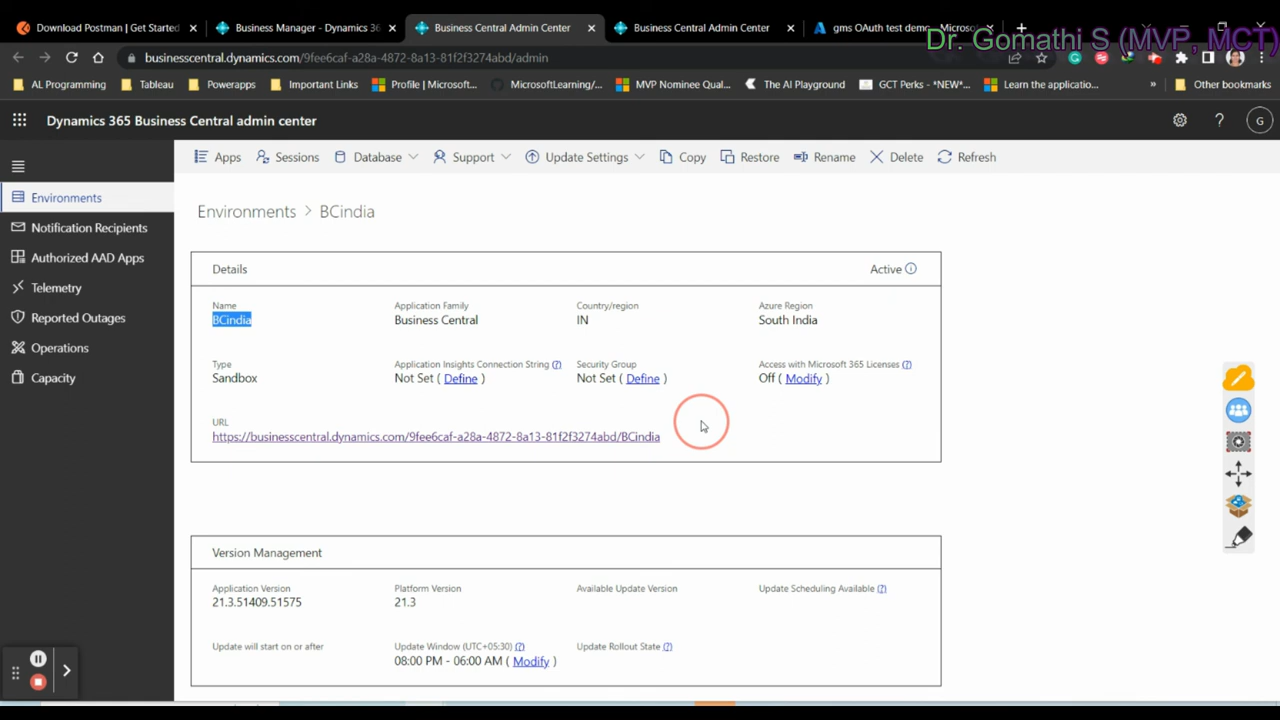 Download Postman | Get Started
Business Manager - Dynamics 365
Business Central Admin Center
Business Central Admin Center
gms OAuth test demo - Microso
Dr. Gomathi S (MVP, MCT)
businesscentral.dynamics.com/9fee6caf-a28a-4872-8a13-81f2f3274abd/admin
AL Programming
Tableau
Powerapps
Important Links
Profile | Microsoft...
MicrosoftLearning/...
MVP Nominee Qual...
The AI Playground
GCT Perks - *NEW*...
Learn the applicatio...
»
Other bookmarks
Dynamics 365 Business Central admin center
? G
Apps Sessions Database Support Update Settings Copy Restore Rename Delete Refresh
Environments
Notification Recipients
Authorized AAD Apps
Telemetry
Reported Outages
Operations
Capacity
Environments > BCindia
Details Active
Name Application Family Country/region Azure Region
BCindia Business Central IN South India
Type Application Insights Connection String (?) Security Group Access with Microsoft 365 Licenses (?)
Sandbox Not Set ( Define ) Not Set ( Define ) Off ( Modify )
URL
https://businesscentral.dynamics.com/9fee6caf-a28a-4872-8a13-81f2f3274abd/BCindia
Version Management
Application Version Platform Version Available Update Version Update Scheduling Available (?)
21.3.51409.51575 21.3
Update will start on or after Update Window (UTC+05:30) (?) Update Rollout State (?)
08:00 PM - 06:00 AM ( Modify )